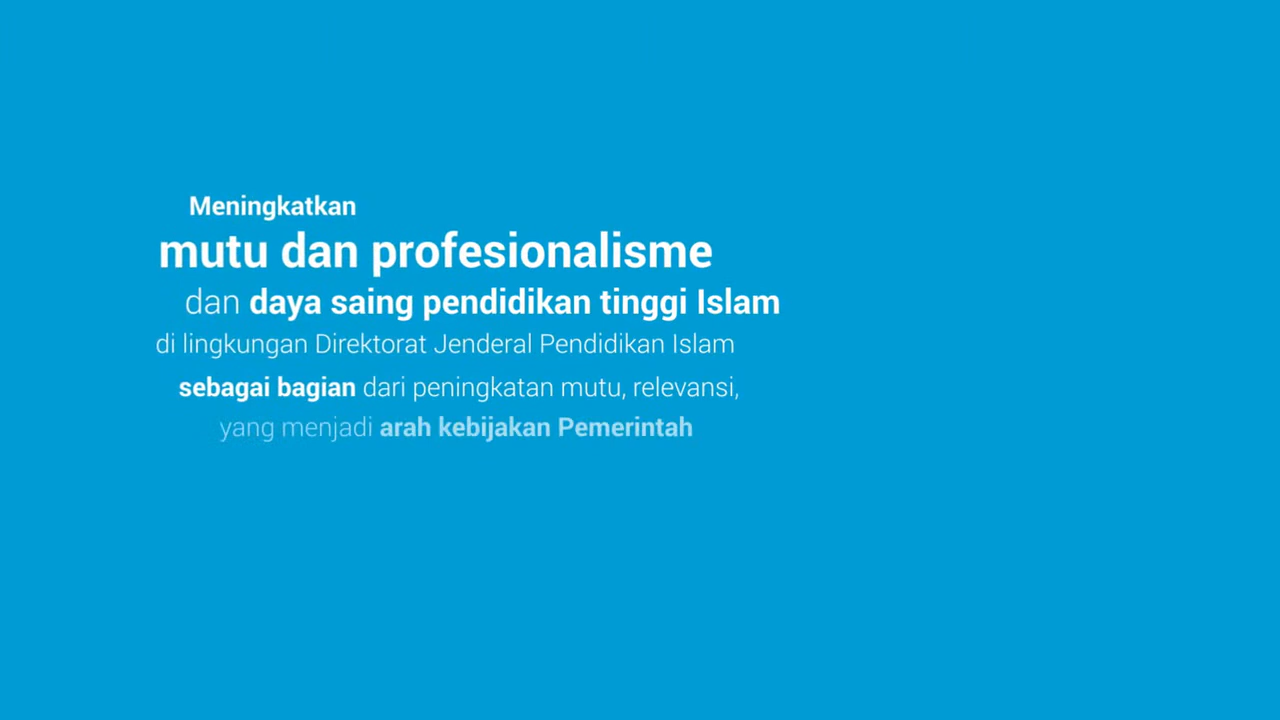 Meningkatkan
mutu dan profesionalisme
dan daya saing pendidikan tinggi Islam
di lingkungan Direktorat Jenderal Pendidikan Islam
sebagai bagian dari peningkatan mutu, relevansi,
yang menjadi arah kebijakan Pemerintah